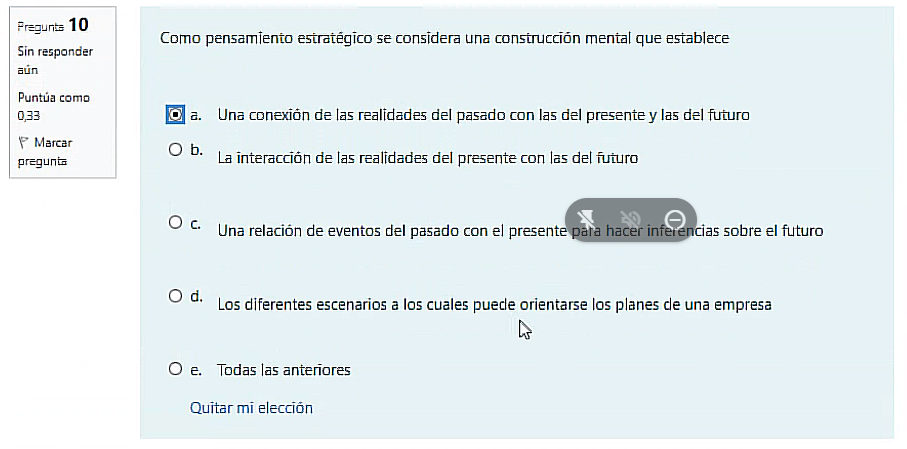 Pregunta 10
Sin responder
aún
Puntúa como
0,33
Marcar
pregunta
Como pensamiento estratégico se considera una construcción mental que establece
a. Una conexión de las realidades del pasado con las del presente y las del futuro
b. La interacción de las realidades del presente con las del futuro
c. Una relación de eventos del pasado con el presente para hacer inferencias sobre el futuro
d. Los diferentes escenarios a los cuales puede orientarse los planes de una empresa
e. Todas las anteriores
Quitar mi elección